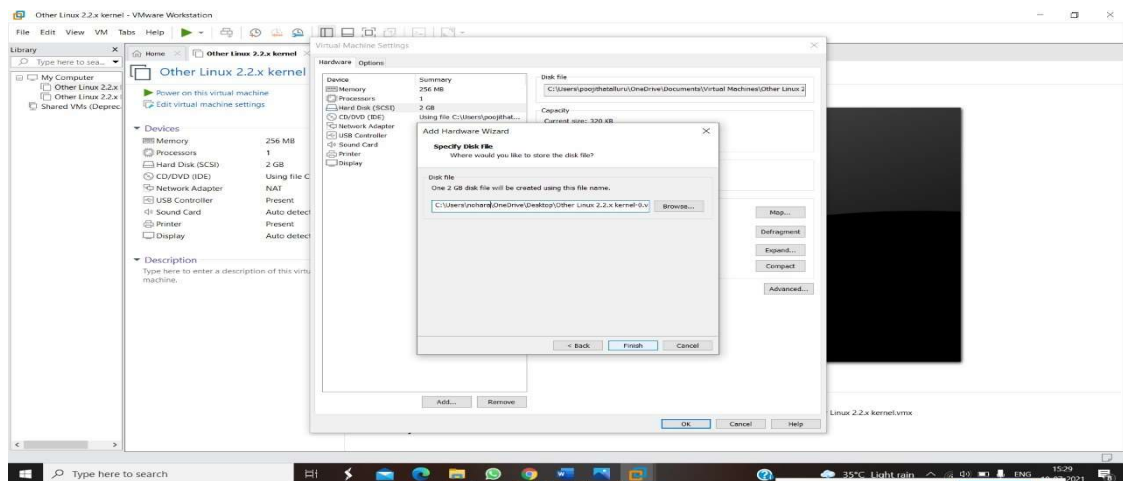 Other Linux 2.2.x kernel - VMware Workstation
File Edit View VM Tabs Help
Library
Type here to sea...
My Computer
Other Linux 2.2.x
Other Linux 2.2.x
Shared VMs (Deprec
Home
Other Linux 2.2.x kernel
Other Linux 2.2.x kernel
Power on this virtual machine
Edit virtual machine settings
Devices
Memory 256 MB
Processors 1
Hard Disk (SCSI) 2 GB
CD/DVD (IDE) Using file C
Network Adapter NAT
USB Controller Present
Sound Card Auto detect
Printer Present
Display Auto detect
Description
Type here to enter a description of this virtu
machine.
Virtual Machine Settings
Hardware Options
Device Summary
Memory 256 MB
Processors 1
Hard Disk (SCSI) 2 GB
CD/DVD (IDE) Using file C:\Users\poojithat...
Network Adapter
USB Controller
Sound Card
Printer
Display
Disk file
C:\Users\poojithatalluru\OneDrive\Documents\Virtual Machines\Other Linux 2
Capacity
Current size: 320 KB
Add Hardware Wizard
Specify Disk File
Where would you like to store the disk file?
Disk file
One 2 GB disk file will be created using this file name.
C:\Users\nohara\OneDrive\Desktop\Other Linux 2.2.x kernel-0.v
Browse...
< Back Finish Cancel
Map...
Defragment
Expand...
Compact
Advanced...
Add... Remove
OK Cancel Help
Linux 2.2.x kernel.vmx
Type here to search
35°C Light rain
ENG
15:29